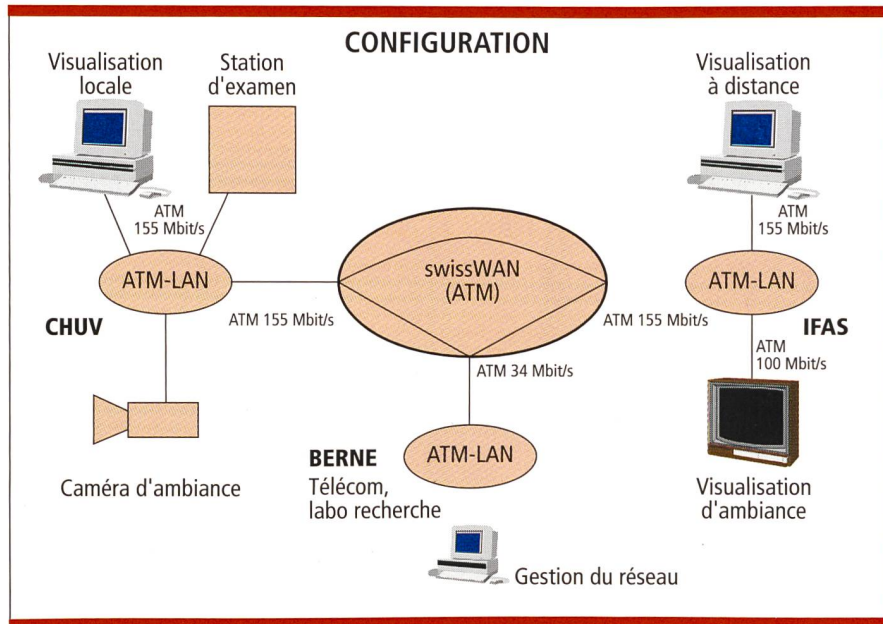 CONFIGURATION
Visualisation
locale
Station
d'examen
Visualisation
à distance
ATM
155 Mbit/s
ATM
155 Mbit/s
ATM-LAN
swissWAN
(ATM)
ATM-LAN
CHUV
ATM 155 Mbit/s
ATM 155 Mbit/s
IFAS
ATM 34 Mbit/s
ATM
100 Mbit/s
BERNE
ATM-LAN
Télécom,
labo recherche
Caméra d'ambiance
Visualisation
d'ambiance
Gestion du réseau